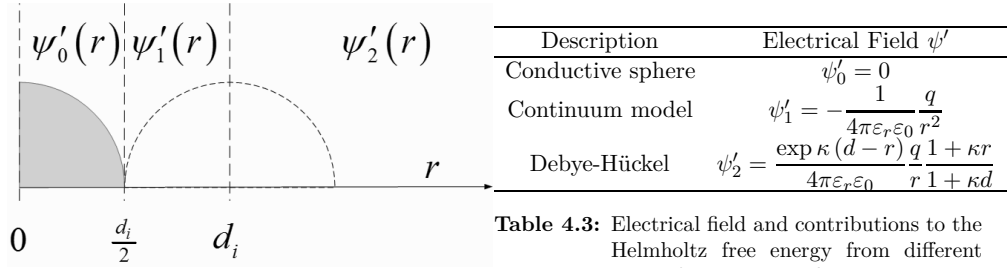 ψ′₀(r) ψ′₁(r) ψ′₂(r)
r
0 dᵢ/2 dᵢ
Description Electrical Field ψ′
Conductive sphere ψ′₀ = 0
Continuum model ψ′₁ = −1/(4πεᵣε₀) q/r²
Debye-Hückel ψ′₂ = exp κ (d − r)/(4πεᵣε₀) q/r (1 + κr)/(1 + κd)
Table 4.3: Electrical field and contributions to the
Helmholtz free energy from different